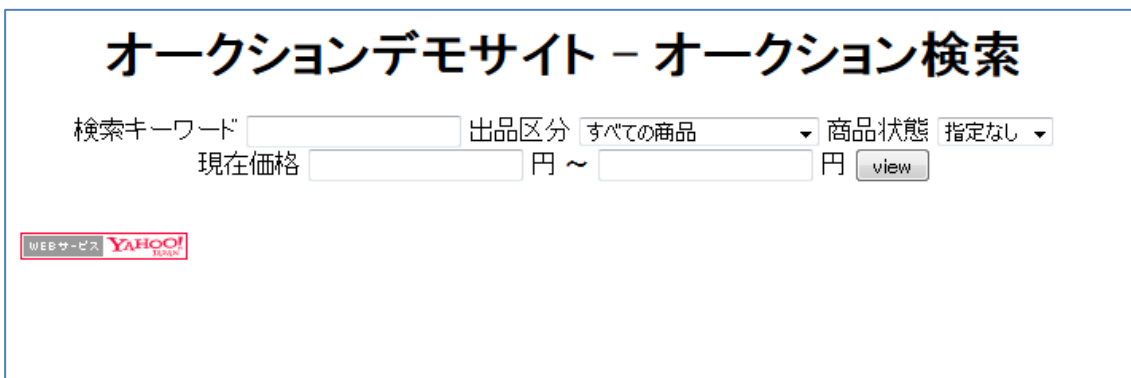 オークションデモサイト – オークション検索
検索キーワード 出品区分 すべての商品 商品状態 指定なし
現在価格 円 ～ 円 view
WEBサービス YAHOO! JAPAN